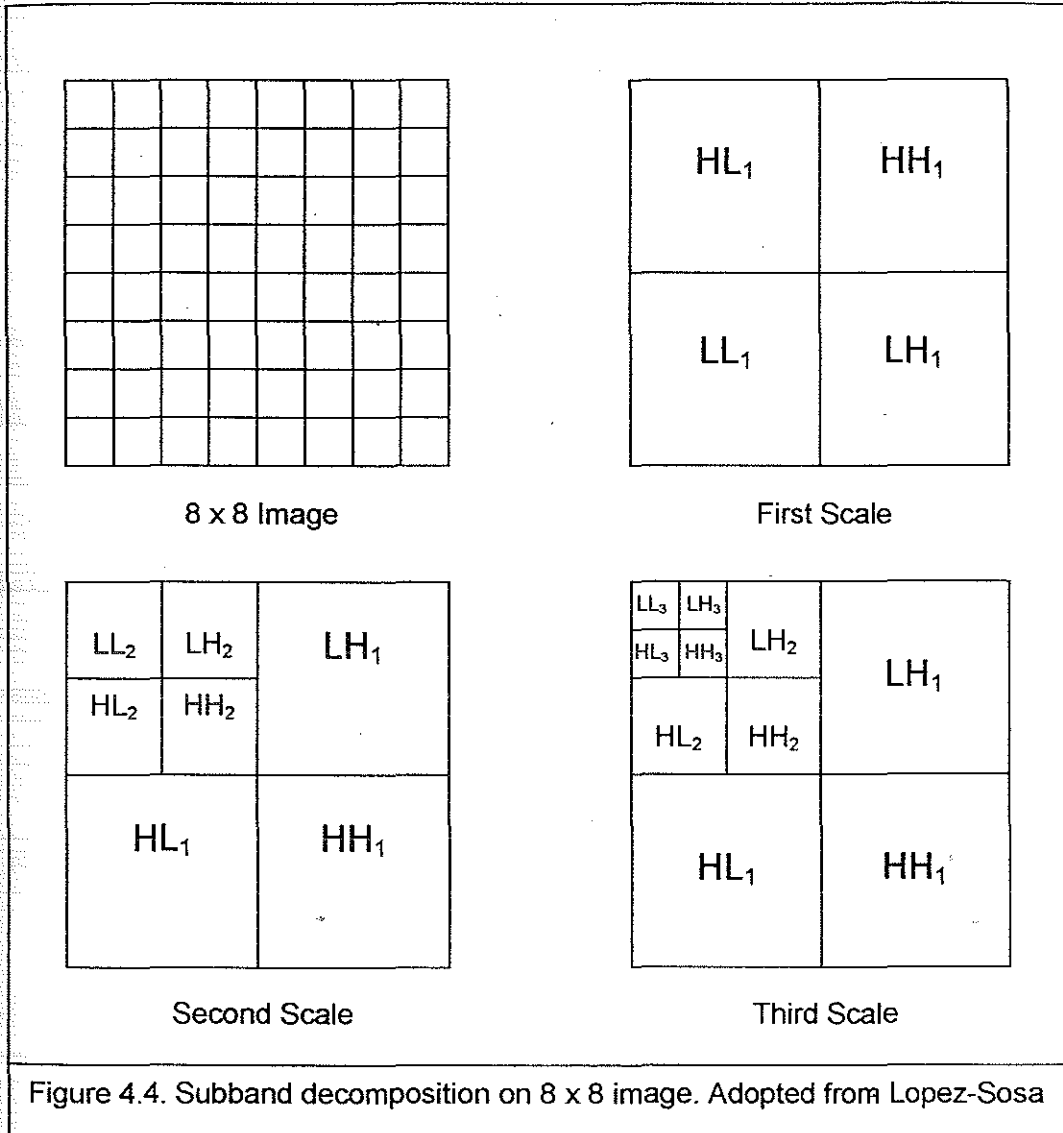 HL₁ HH₁
LL₁ LH₁
8 x 8 Image
First Scale
LL₂ LH₂ LH₁
HL₂ HH₂
HL₁ HH₁
Second Scale
LL₃ LH₃
HL₃ HH₃
LH₂
LH₁
HL₂ HH₂
HL₁ HH₁
Third Scale
Figure 4.4. Subband decomposition on 8 x 8 image. Adopted from Lopez-Sosa